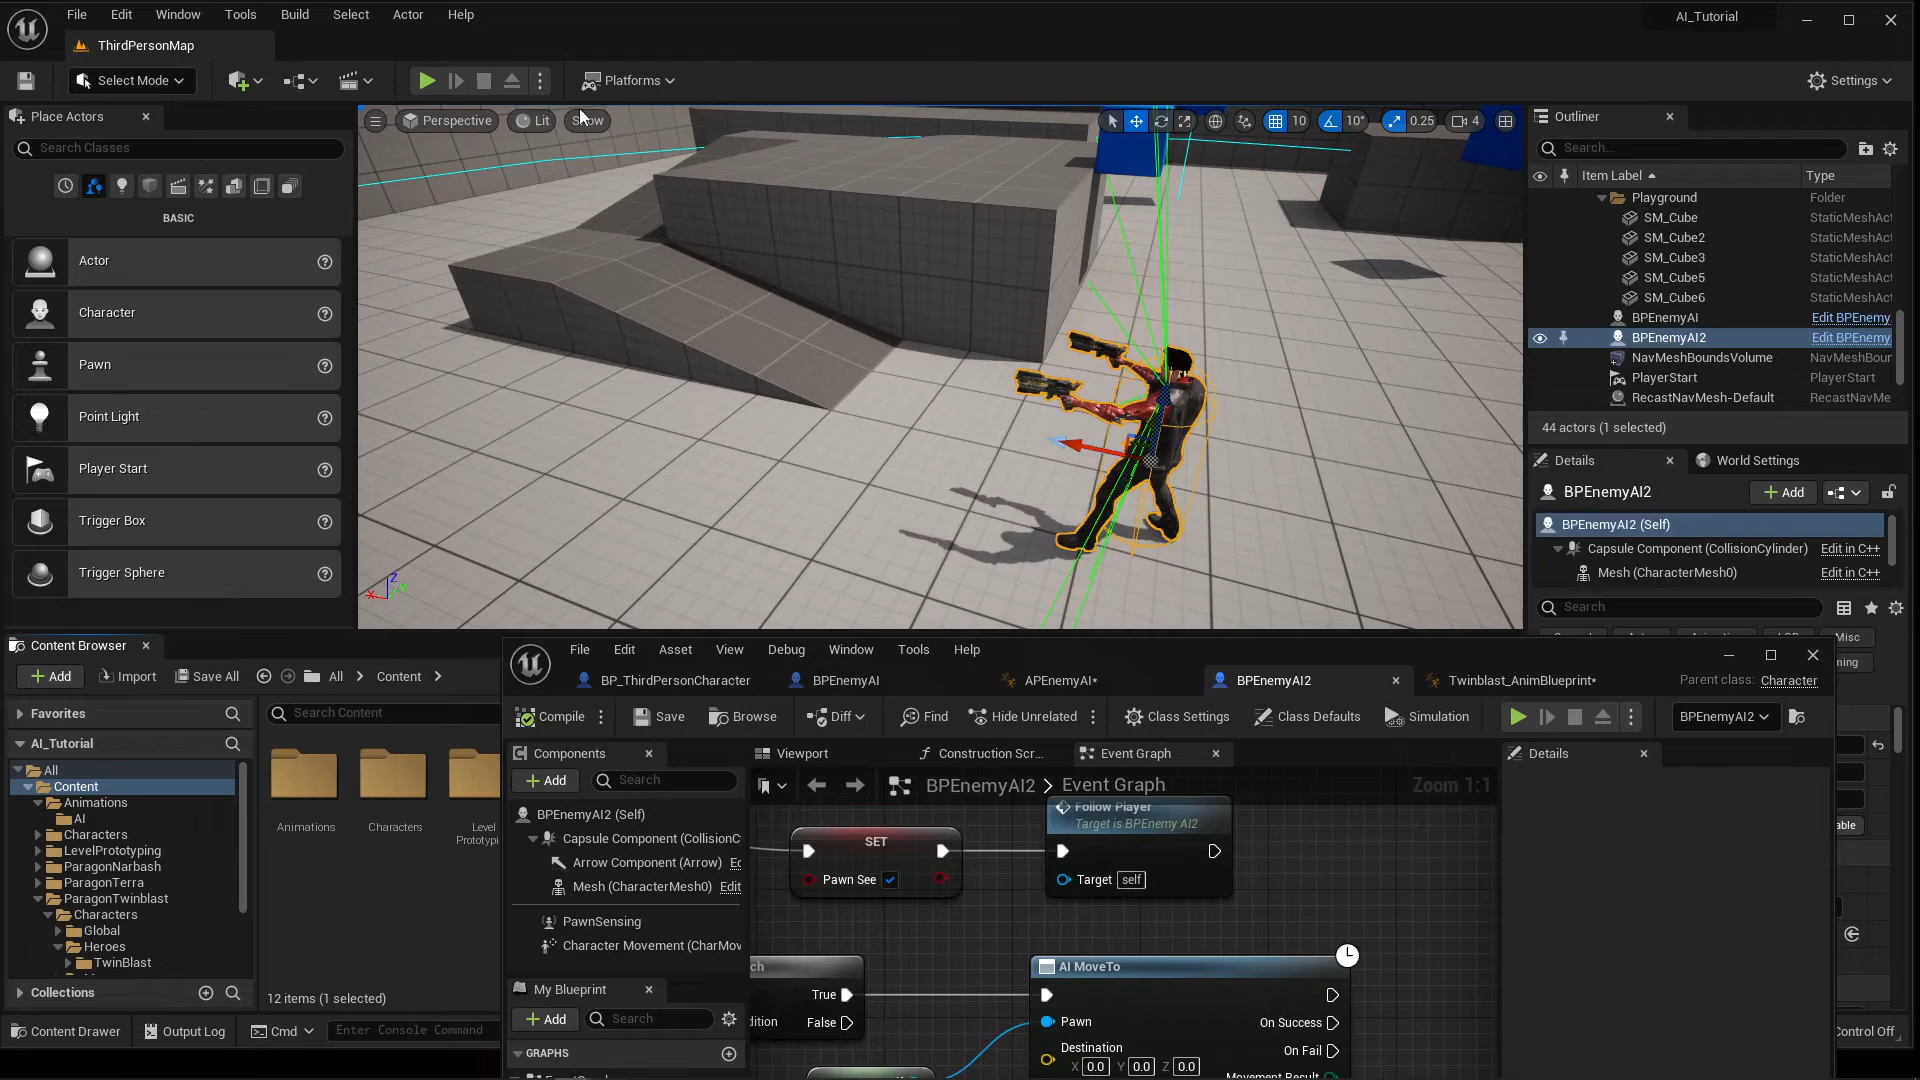 File Edit Window Tools Build Select Actor Help
AI_Tutorial
ThirdPersonMap
Select Mode
Platforms
Settings
Place Actors
Search Classes
BASIC
Actor
Character
Pawn
Point Light
Player Start
Trigger Box
Trigger Sphere
Perspective
Lit
10
10°
0.25
4
X
Z
Y
Outliner
Search...
Item Label
Type
Playground
Folder
SM_Cube
StaticMeshAct
SM_Cube2
StaticMeshAct
SM_Cube3
StaticMeshAct
SM_Cube5
StaticMeshAct
SM_Cube6
StaticMeshAct
BPEnemyAI
Edit BPEnemy
BPEnemyAI2
Edit BPEnemy
NavMeshBoundsVolume
NavMeshBour
PlayerStart
PlayerStart
RecastNavMesh-Default
RecastNavMe
44 actors (1 selected)
Details
World Settings
BPEnemyAI2
Add
BPEnemyAI2 (Self)
Capsule Component (CollisionCylinder)
Edit in C++
Mesh (CharacterMesh0)
Edit in C++
Search
Misc
ming
able
Control Off
Content Browser
Add
Import
Save All
All
Content
Favorites
Search Content
AI_Tutorial
All
Content
Animations
AI
Characters
LevelPrototyping
ParagonNarbash
ParagonTerra
ParagonTwinblast
Characters
Global
Heroes
TwinBlast
Collections
Animations
Characters
Level
Prototypi
12 items (1 selected)
Content Drawer
Output Log
Cmd
Enter Console Command
File Edit Asset View Debug Window Tools Help
BP_ThirdPersonCharacter
BPEnemyAI
APEnemyAI*
BPEnemyAI2
Twinblast_AnimBlueprint*
Parent class: Character
Compile
Save
Browse
Diff
Find
Hide Unrelated
Class Settings
Class Defaults
Simulation
BPEnemyAI2
Components
Add
Search
BPEnemyAI2 (Self)
Capsule Component (CollisionC
Arrow Component (Arrow)
Ec
Mesh (CharacterMesh0)
Edit
PawnSensing
Character Movement (CharMov
My Blueprint
Add
Search
GRAPHS
Viewport
Construction Scr...
Event Graph
BPEnemyAI2 > Event Graph
Zoom 1:1
SET
Pawn See
Follow Player
Target is BPEnemy AI2
Target
self
ch
True
dition
False
AI MoveTo
Pawn
On Success
Destination
X 0.0 Y 0.0 Z 0.0
On Fail
Movement Result
Details